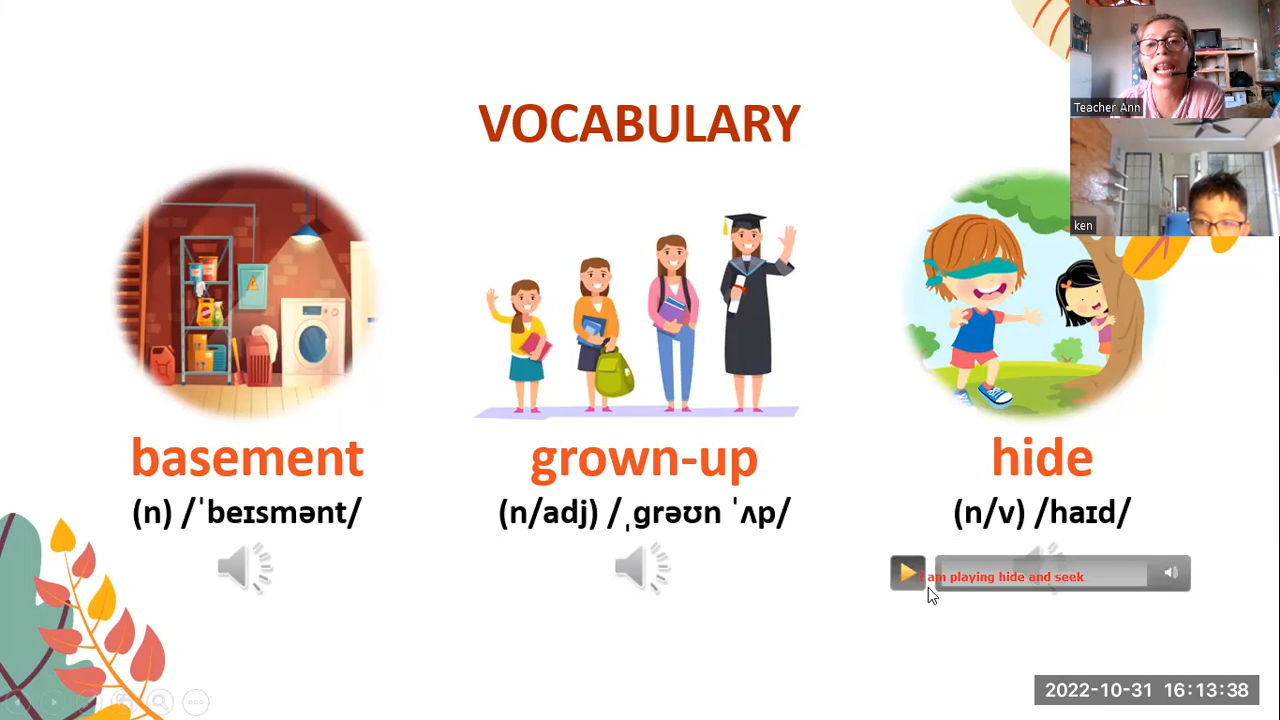 VOCABULARY
Teacher Ann
ken
basement
(n) /ˈbeɪsmənt/
grown-up
(n/adj) /ˌgrəʊn ˈʌp/
hide
(n/v) /haɪd/
I am playing hide and seek
2022-10-31 16:13:38